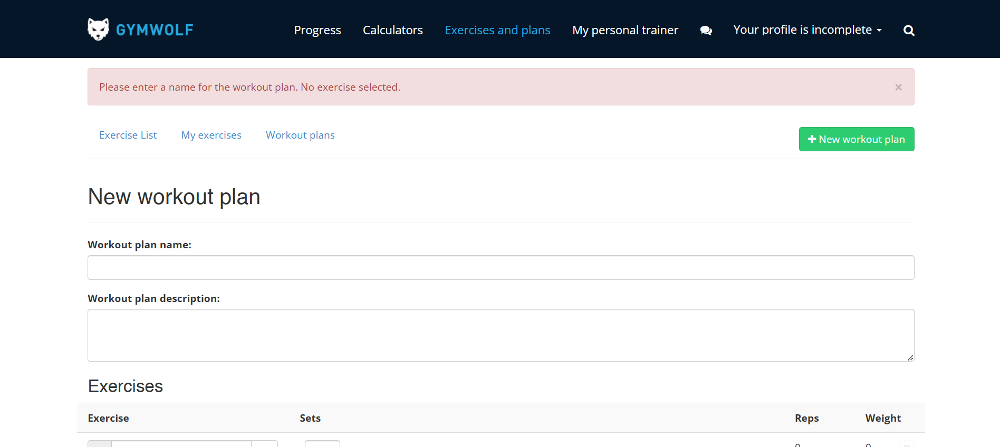 GYMWOLF
Progress
Calculators
Exercises and plans
My personal trainer
Your profile is incomplete
Please enter a name for the workout plan. No exercise selected.
×
Exercise List
My exercises
Workout plans
New workout plan
New workout plan
Workout plan name:
Workout plan description:
Exercises
Exercise
Sets
Reps
Weight